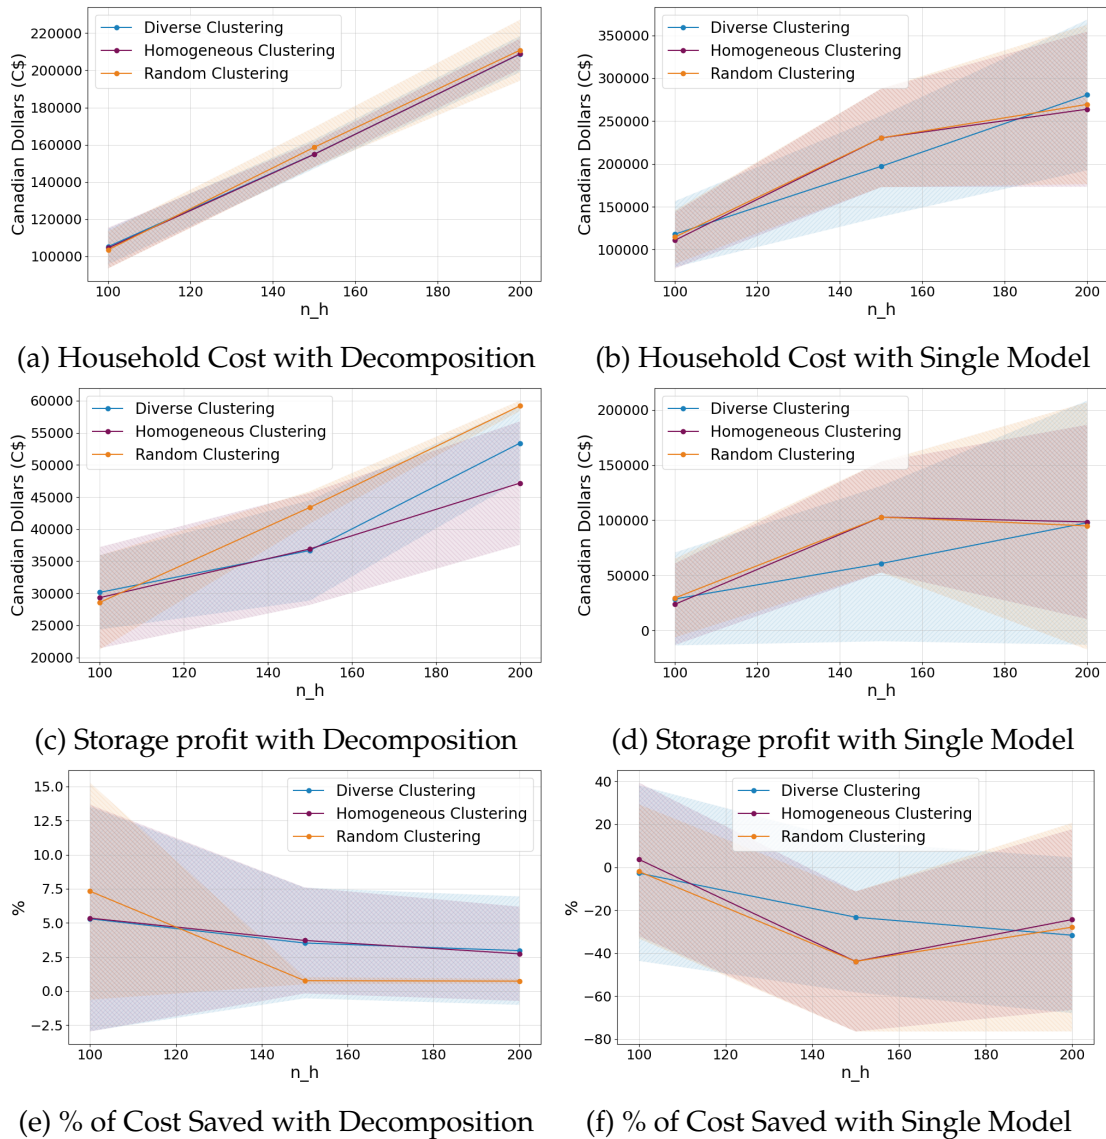 Diverse Clustering
Homogeneous Clustering
Random Clustering
Canadian Dollars (C$)
220000
200000
180000
160000
140000
120000
100000
100 120 140 160 180 200
n_h
(a) Household Cost with Decomposition
Diverse Clustering
Homogeneous Clustering
Random Clustering
Canadian Dollars (C$)
350000
300000
250000
200000
150000
100000
100 120 140 160 180 200
n_h
(b) Household Cost with Single Model
Diverse Clustering
Homogeneous Clustering
Random Clustering
Canadian Dollars (C$)
60000
55000
50000
45000
40000
35000
30000
25000
20000
100 120 140 160 180 200
n_h
(c) Storage profit with Decomposition
Diverse Clustering
Homogeneous Clustering
Random Clustering
Canadian Dollars (C$)
200000
150000
100000
50000
0
100 120 140 160 180 200
n_h
(d) Storage profit with Single Model
Diverse Clustering
Homogeneous Clustering
Random Clustering
%
15.0
12.5
10.0
7.5
5.0
2.5
0.0
−2.5
100 120 140 160 180 200
n_h
(e) % of Cost Saved with Decomposition
Diverse Clustering
Homogeneous Clustering
Random Clustering
%
40
20
0
−20
−40
−60
−80
100 120 140 160 180 200
n_h
(f) % of Cost Saved with Single Model